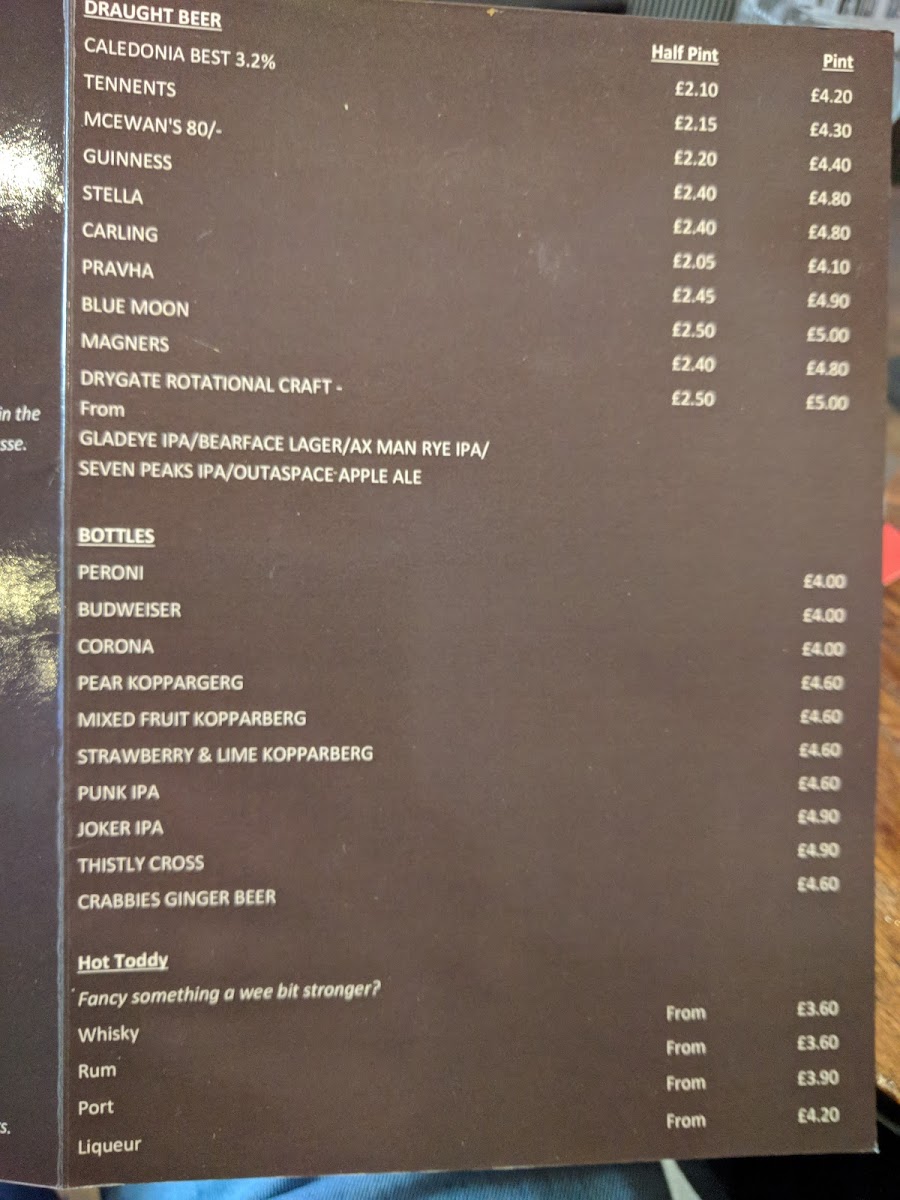 DRAUGHT BEER
Half Pint Pint
CALEDONIA BEST 3.2% £2.10 £4.20
TENNENTS £2.15 £4.30
MCEWAN'S 80/- £2.20 £4.40
GUINNESS £2.40 £4.80
STELLA £2.40 £4.80
CARLING £2.05 £4.10
PRAVHA £2.45 £4.90
BLUE MOON £2.50 £5.00
MAGNERS £2.40 £4.80
DRYGATE ROTATIONAL CRAFT - £2.50 £5.00
From
GLADEYE IPA/BEARFACE LAGER/AX MAN RYE IPA/
SEVEN PEAKS IPA/OUTASPACE APPLE ALE
BOTTLES
PERONI £4.00
BUDWEISER £4.00
CORONA £4.00
PEAR KOPPARGERG £4.60
MIXED FRUIT KOPPARBERG £4.60
STRAWBERRY & LIME KOPPARBERG £4.60
PUNK IPA £4.60
JOKER IPA £4.90
THISTLY CROSS £4.90
CRABBIES GINGER BEER £4.60
Hot Toddy
Fancy something a wee bit stronger?
Whisky From £3.60
Rum From £3.60
Port From £3.90
Liqueur From £4.20
in the
sse.
s.